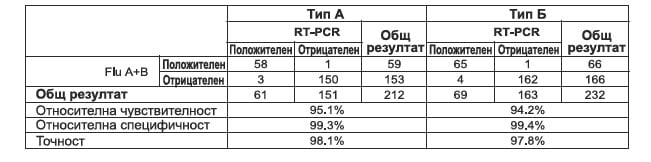 Тип А Тип Б
RT-PCR Общ резултат RT-PCR Общ резултат
Положителен Отрицателен Положителен Отрицателен
Flu A+B Положителен 58 1 59 65 1 66
Отрицателен 3 150 153 4 162 166
Общ резултат 61 151 212 69 163 232
Относителна чувствителност 95.1% 94.2%
Относителна специфичност 99.3% 99.4%
Точност 98.1% 97.8%